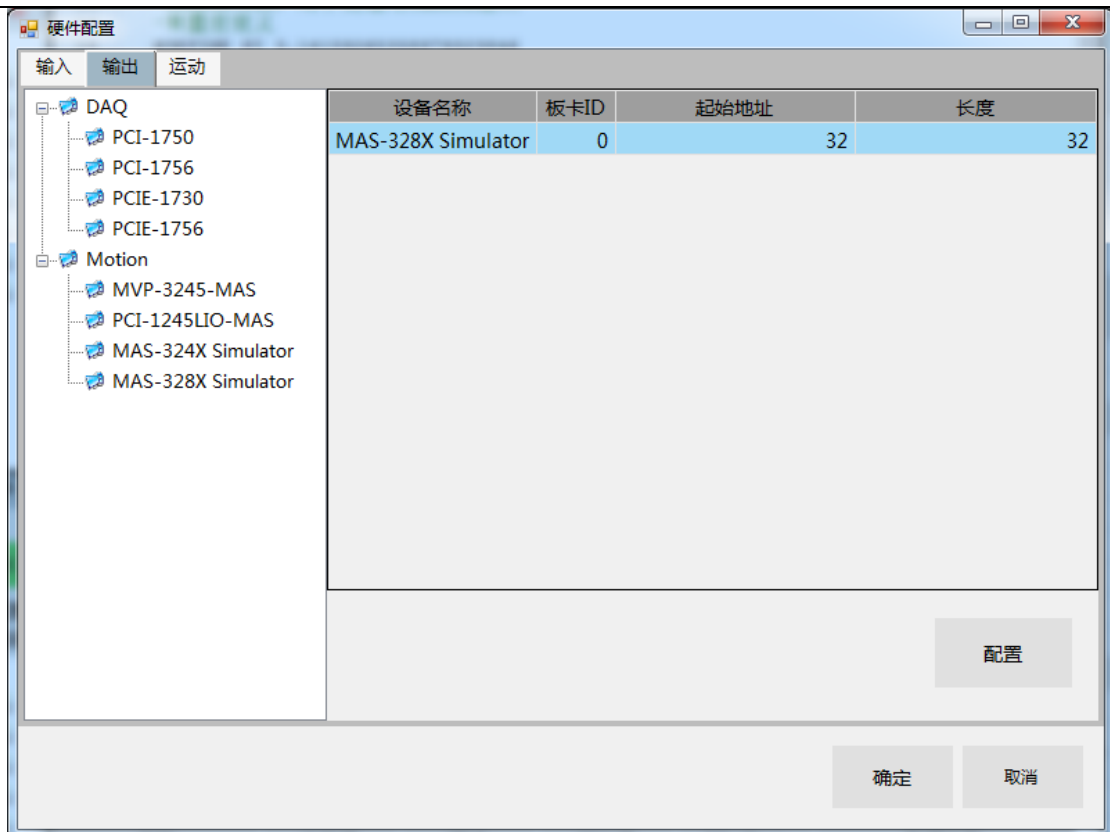 硬件配置
输入 输出 运动
DAQ
PCI-1750
PCI-1756
PCIE-1730
PCIE-1756
Motion
MVP-3245-MAS
PCI-1245LIO-MAS
MAS-324X Simulator
MAS-328X Simulator
设备名称 板卡ID 起始地址 长度
MAS-328X Simulator 0 32 32
配置
确定 取消